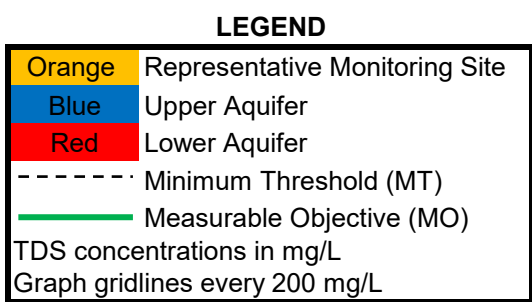 LEGEND
Orange Representative Monitoring Site
Blue Upper Aquifer
Red Lower Aquifer
Minimum Threshold (MT)
Measurable Objective (MO)
TDS concentrations in mg/L
Graph gridlines every 200 mg/L